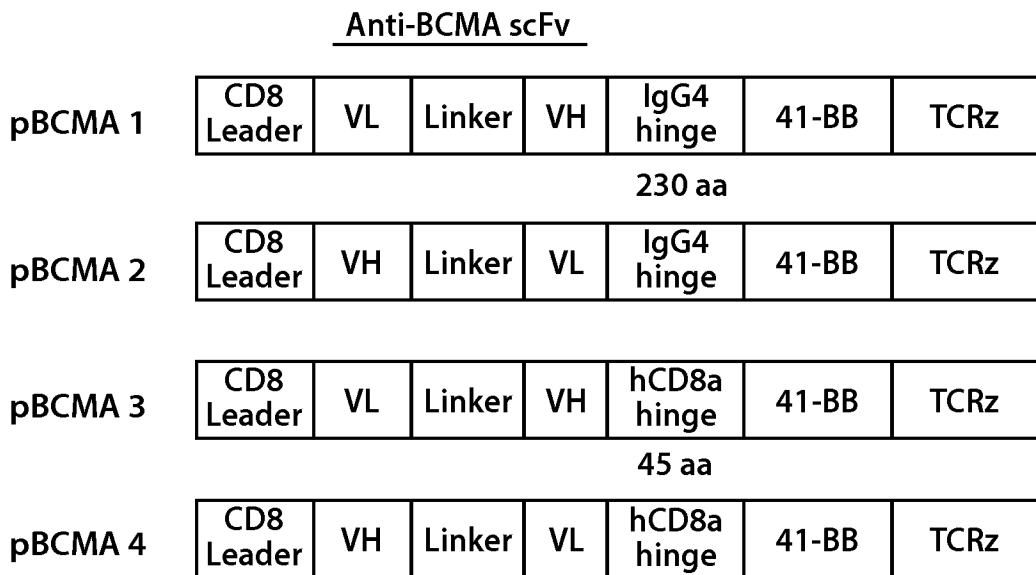 Anti-BCMA scFv
pBCMA 1 CD8 Leader VL Linker VH IgG4 hinge 41-BB TCRz
230 aa
pBCMA 2 CD8 Leader VH Linker VL IgG4 hinge 41-BB TCRz
pBCMA 3 CD8 Leader VL Linker VH hCD8a hinge 41-BB TCRz
45 aa
pBCMA 4 CD8 Leader VH Linker VL hCD8a hinge 41-BB TCRz